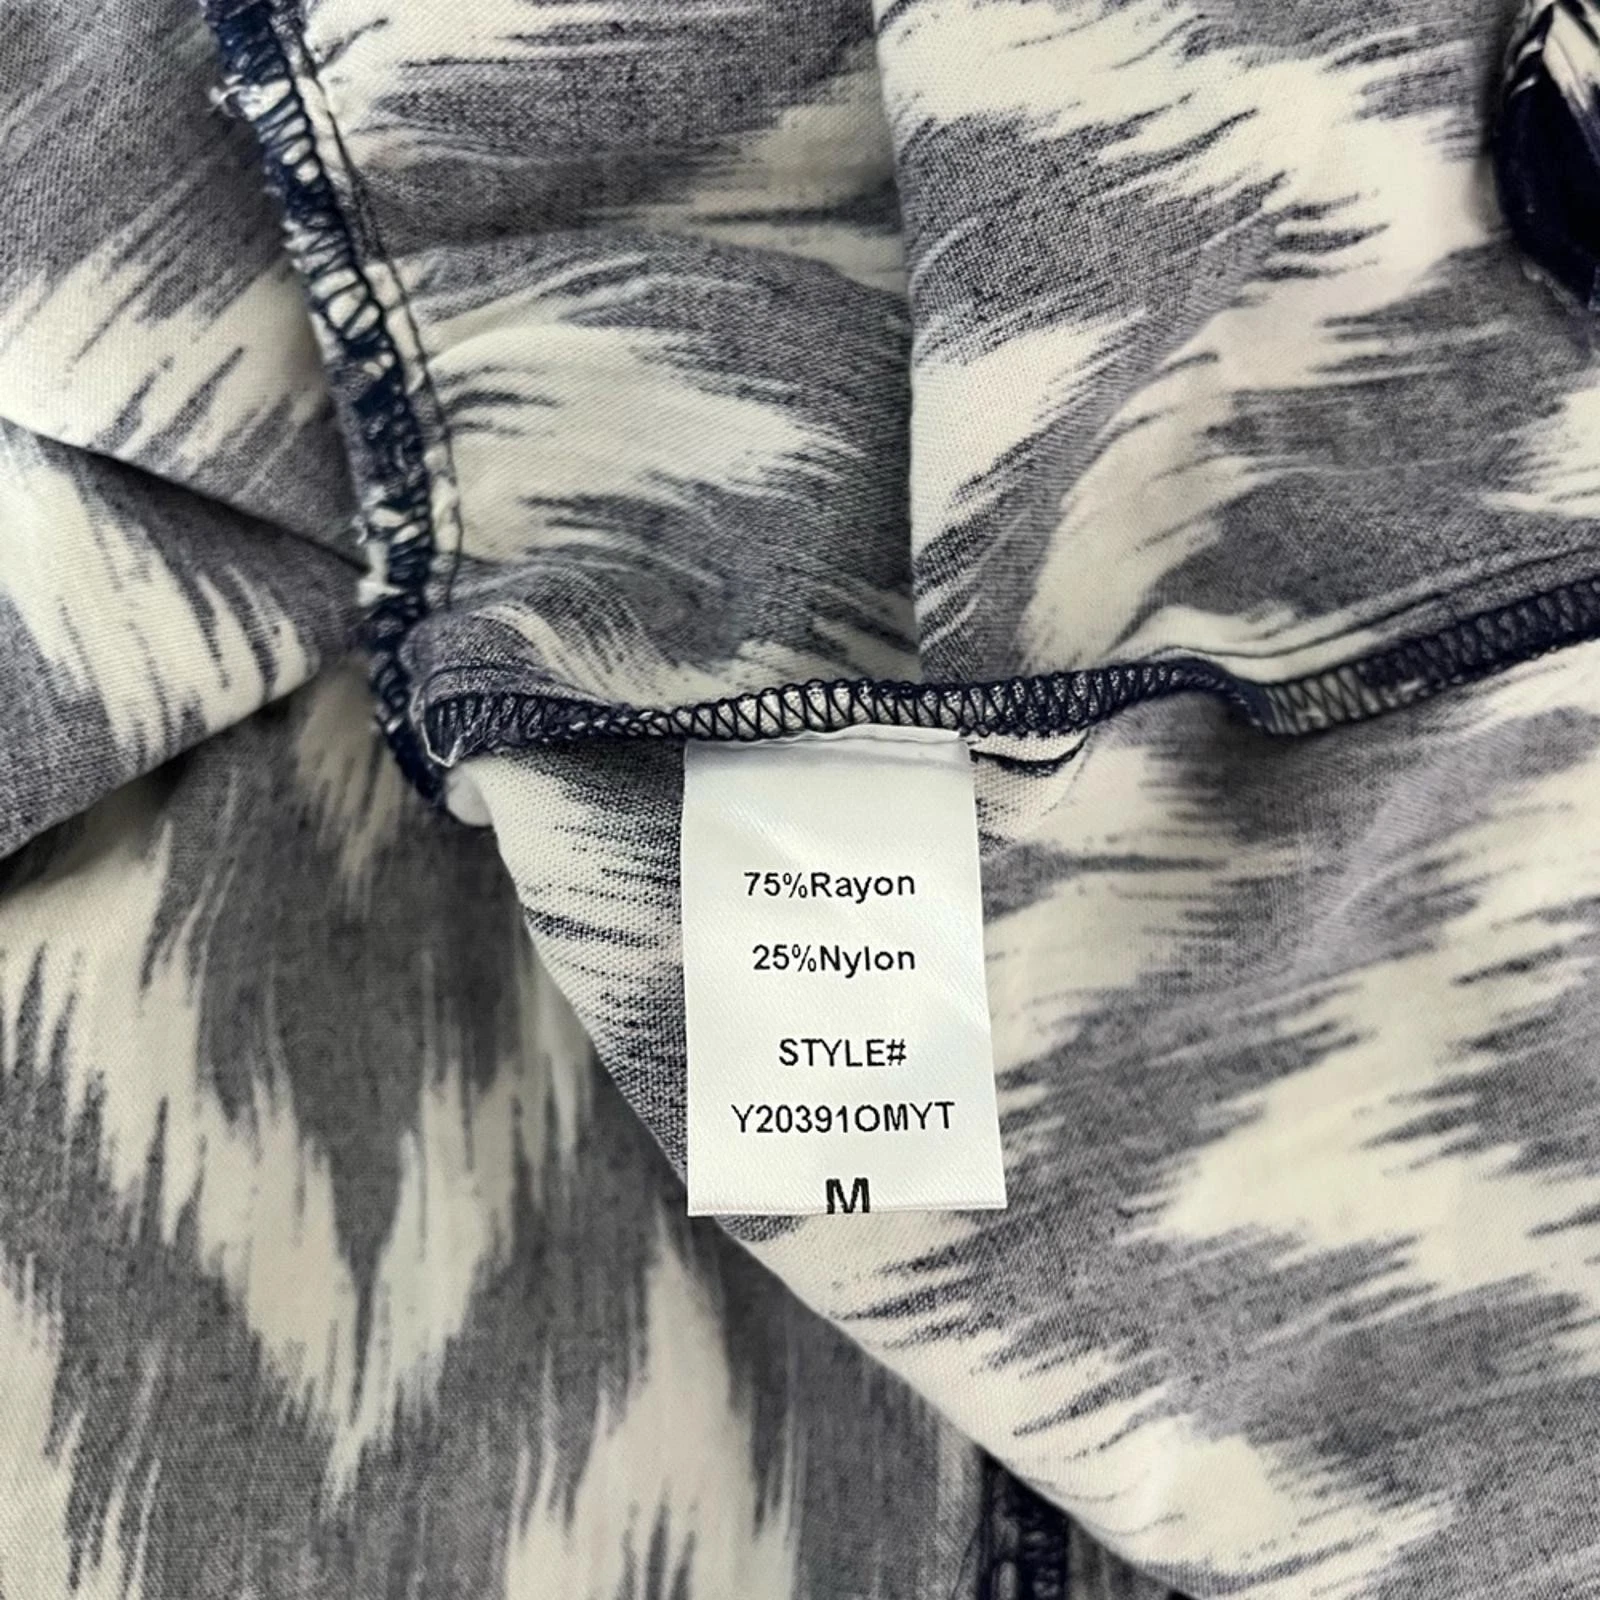 75%Rayon
25%Nylon
STYLE#
Y20391OMYT
M